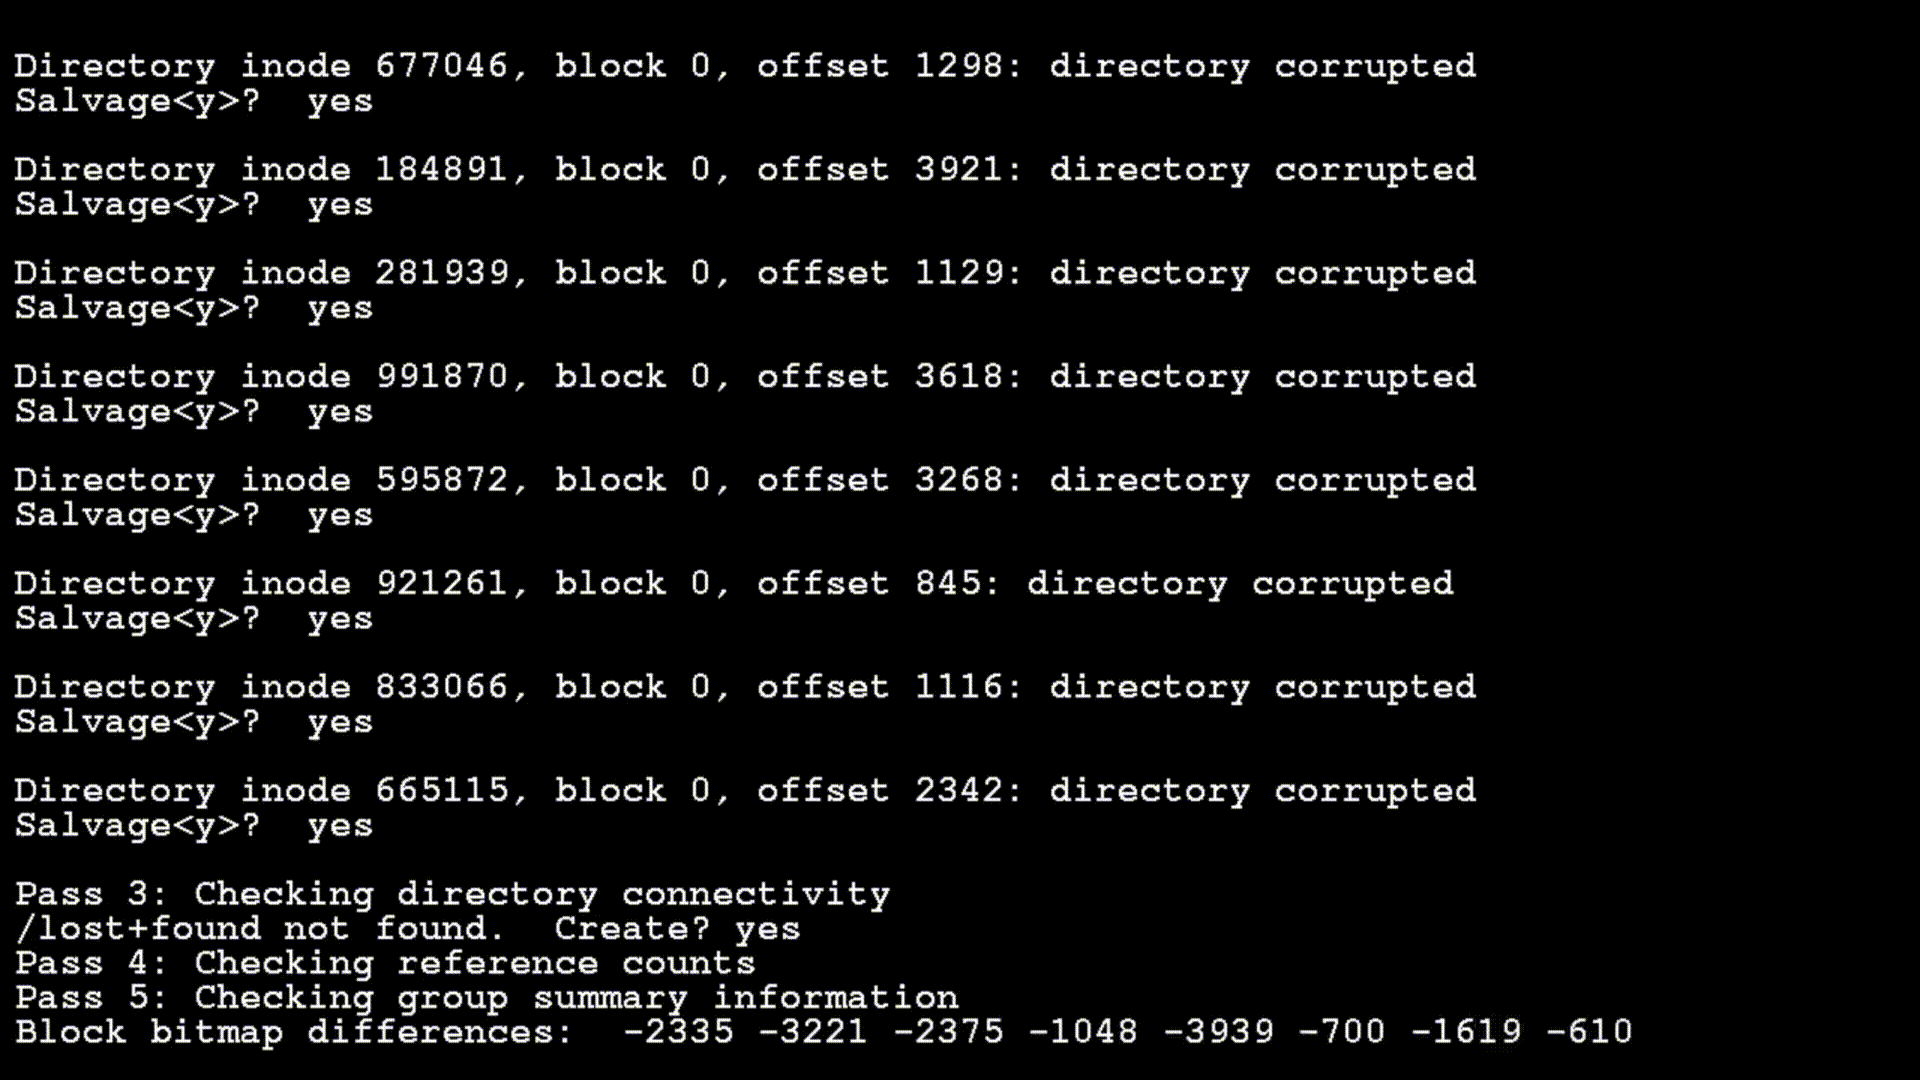 Directory inode 677046, block 0, offset 1298: directory corrupted
Salvage<y>?  yes
Directory inode 184891, block 0, offset 3921: directory corrupted
Salvage<y>?  yes
Directory inode 281939, block 0, offset 1129: directory corrupted
Salvage<y>?  yes
Directory inode 991870, block 0, offset 3618: directory corrupted
Salvage<y>?  yes
Directory inode 595872, block 0, offset 3268: directory corrupted
Salvage<y>?  yes
Directory inode 921261, block 0, offset 845: directory corrupted
Salvage<y>?  yes
Directory inode 833066, block 0, offset 1116: directory corrupted
Salvage<y>?  yes
Directory inode 665115, block 0, offset 2342: directory corrupted
Salvage<y>?  yes
Pass 3: Checking directory connectivity
/lost+found not found.  Create? yes
Pass 4: Checking reference counts
Pass 5: Checking group summary information
Block bitmap differences:  -2335 -3221 -2375 -1048 -3939 -700 -1619 -610